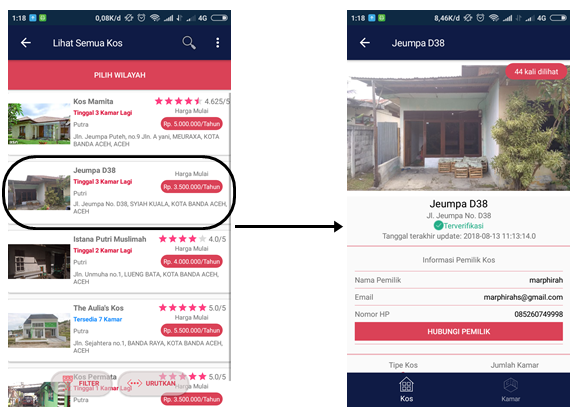 1:18 0,08K/d 4G
Lihat Semua Kos
PILIH WILAYAH
Kos Mamita 4.625/5
Tinggal 3 Kamar Lagi Harga Mulai
Putra Rp. 5.000.000/Tahun
Jln. Jeumpa Puteh, no.9 Jln. A yani, MEURAXA, KOTA
BANDA ACEH, ACEH
Jeumpa D38
Tinggal 3 Kamar Lagi Harga Mulai
Putri Rp. 3.500.000/Tahun
Jl. Jeumpa No. D38, SYIAH KUALA, KOTA BANDA ACEH,
ACEH
Istana Putri Muslimah 4.0/5
Tinggal 2 Kamar Lagi Harga Mulai
Putri Rp. 4.000.000/Tahun
Jln. Unmuha no.1, LUENG BATA, KOTA BANDA ACEH,
ACEH
The Aulia's Kos 5.0/5
Tersedia 7 Kamar Harga Mulai
Putra Rp. 5.500.000/Tahun
Jln. Sejahtera no.1, BANDA RAYA, KOTA BANDA ACEH,
ACEH
Kos Permata 5.0/5
Tinggal 1 Kamar Lagi Harga Mulai
Putra Rp. 3.500.000/Tahun
FILTER URUTKAN
1:18 8,46K/d 4G
Jeumpa D38
44 kali dilihat
Jeumpa D38
Jl. Jeumpa No. D38
Terverifikasi
Tanggal terakhir update: 2018-08-13 11:13:14.0
Informasi Pemilik Kos
Nama Pemilik marphirah
Email marphirahs@gmail.com
Nomor HP 085260749998
HUBUNGI PEMILIK
Tipe Kos Jumlah Kamar
Kos Kamar